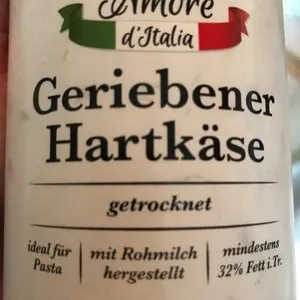 Amore
d'Italia
Geriebener
Hartkäse
getrocknet
ideal für
Pasta
mit Rohmilch
hergestellt
mindestens
32% Fett i.Tr.